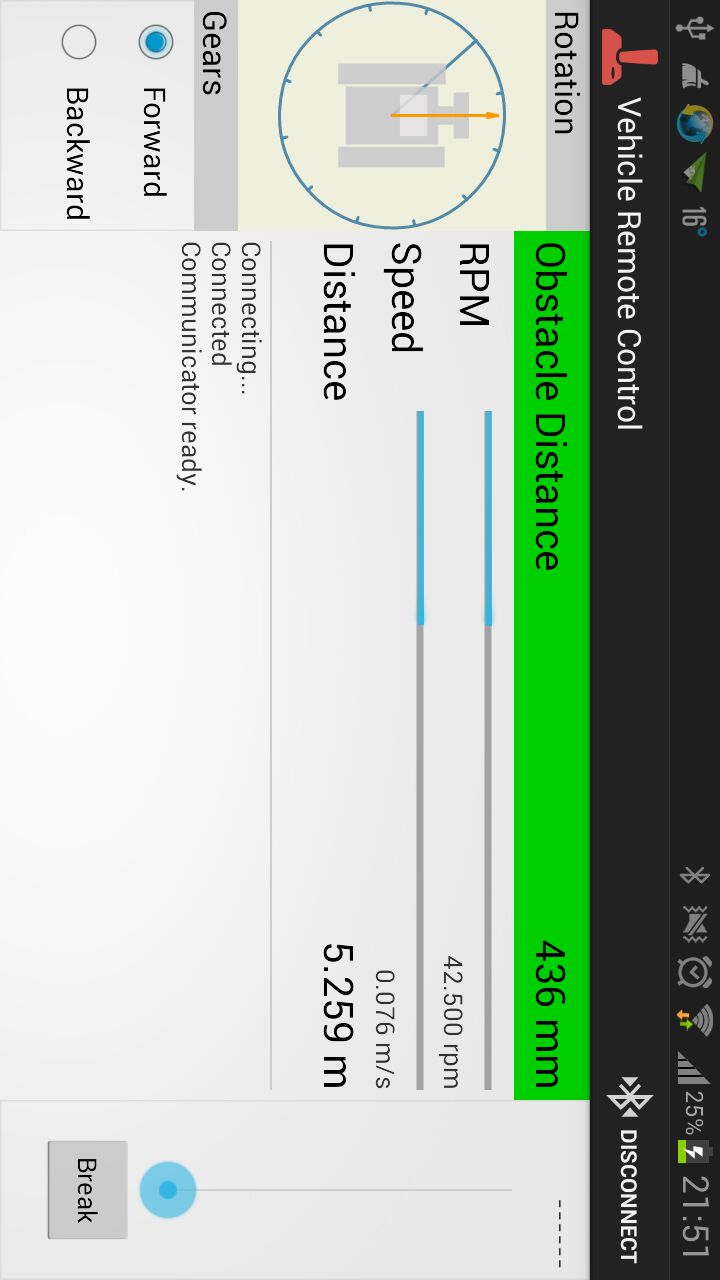 16°
25%
21:51
Vehicle Remote Control
DISCONNECT
Rotation
Gears
Forward
Backward
Obstacle Distance 436 mm
RPM
42.500 rpm
Speed
0.076 m/s
Distance 5.259 m
Connecting...
Connected
Communicator ready.
------
Break